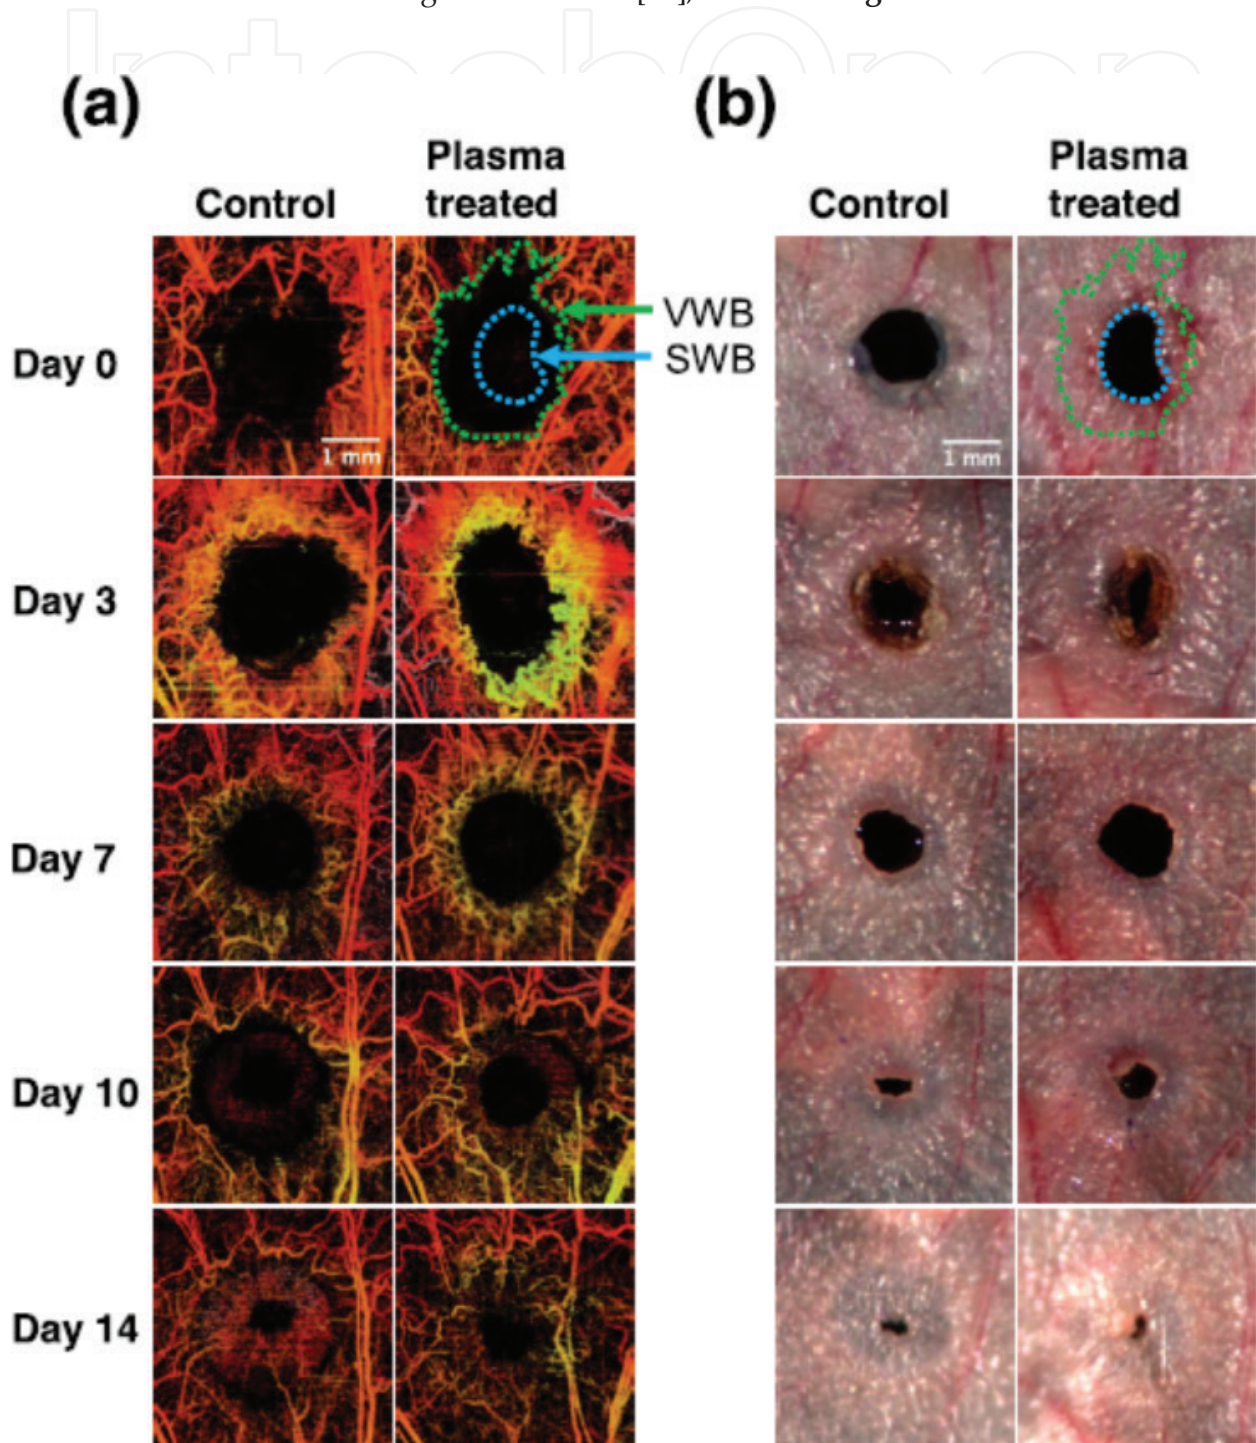 (a)
(b)
Control
Plasma
treated
Control
Plasma
treated
Day 0
VWB
SWB
1 mm
1 mm
Day 3
Day 7
Day 10
Day 14